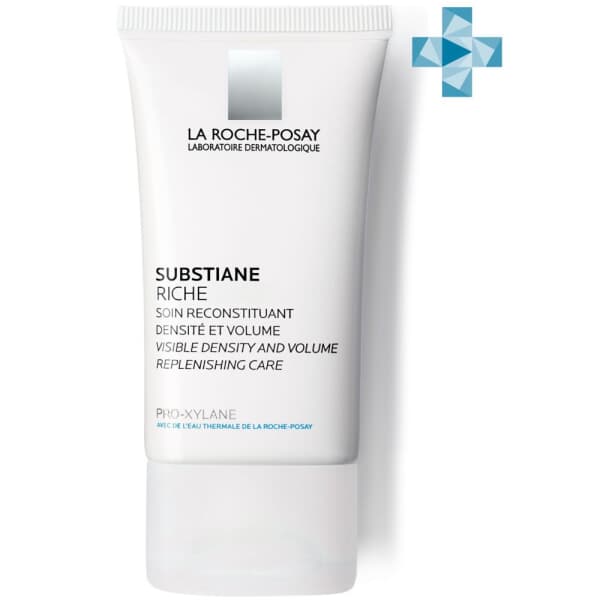 LA ROCHE-POSAY
LABORATOIRE DERMATOLOGIQUE
SUBSTIANE
RICHE
SOIN RECONSTITUANT
DENSITÉ ET VOLUME
VISIBLE DENSITY AND VOLUME
REPLENISHING CARE
PRO-XYLANE
AVEC DE L'EAU THERMALE DE LA ROCHE-POSAY